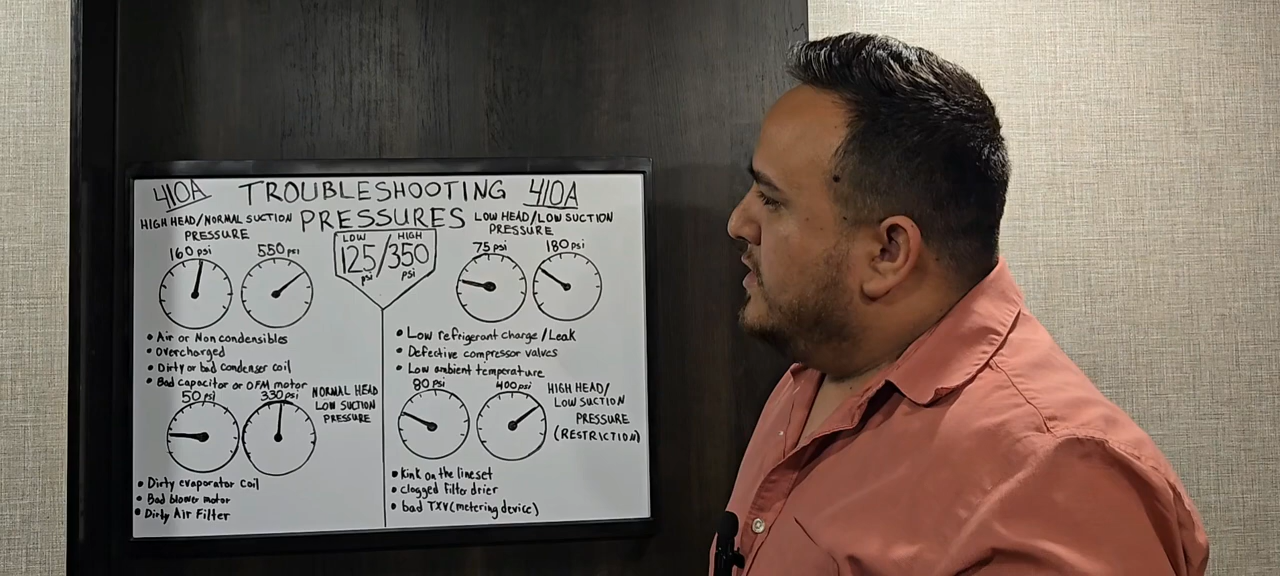 410A TROUBLESHOOTING 410A
PRESSURES
HIGH HEAD/NORMAL SUCTION
PRESSURE
160 psi 550 psi
• Air or Non condensibles
• Overcharged
• Dirty or bad condenser coil
• Bad capacitor or OFM motor
LOW HIGH
125/350
psi psi
LOW HEAD/LOW SUCTION
PRESSURE
75 psi 180 psi
• Low refrigerant charge/Leak
• Defective compressor valves
• Low ambient temperature
50 psi 330 psi
NORMAL HEAD
LOW SUCTION
PRESSURE
• Dirty evaporator coil
• Bad blower motor
• Dirty Air Filter
80 psi 400 psi
HIGH HEAD/
LOW SUCTION
PRESSURE
(RESTRICTION)
• Kink on the lineset
• clogged filter drier
• bad TXV(metering device)